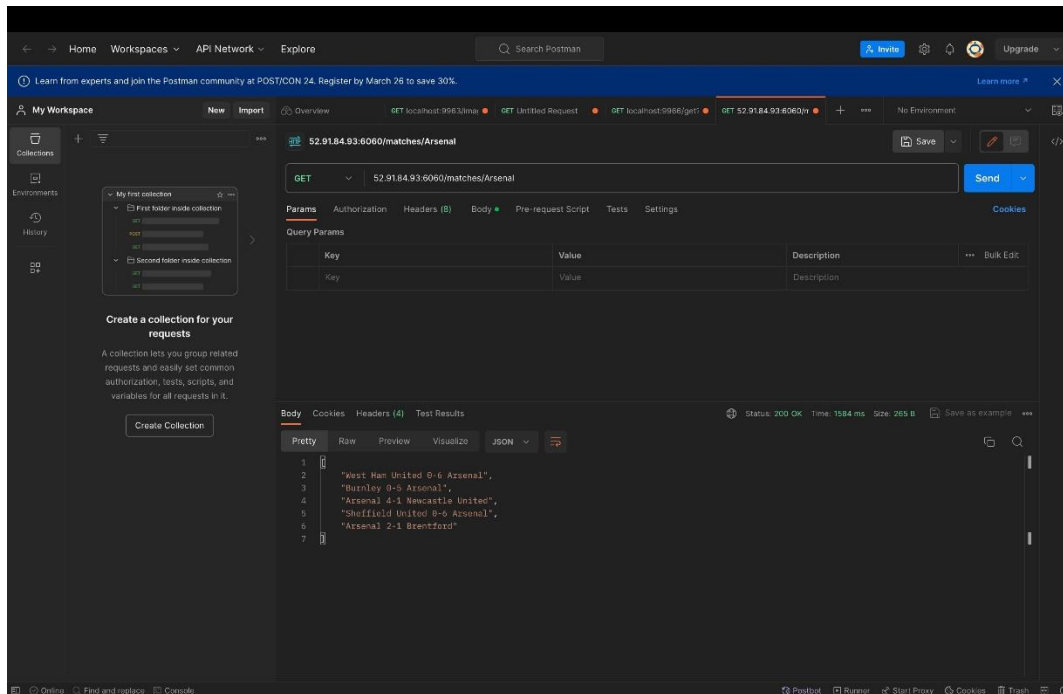 Home Workspaces API Network Explore Search Postman Invite Upgrade
Learn from experts and join the Postman community at POST/CON 24. Register by March 26 to save 30%. Learn more
My Workspace New Import Overview GET localhost:9963/ima GET Untitled Request GET localhost:9966/get? GET 52.91.84.93:6060/m No Environment
Collections
Environments
History
My first collection
First folder inside collection
GET
POST
GET
Second folder inside collection
GET
GET
Create a collection for your
requests
A collection lets you group related
requests and easily set common
authorization, tests, scripts, and
variables for all requests in it.
Create Collection
HTTP 52.91.84.93:6060/matches/Arsenal Save
GET 52.91.84.93:6060/matches/Arsenal Send
Params Authorization Headers (8) Body Pre-request Script Tests Settings Cookies
Query Params
Key Value Description Bulk Edit
Key Value Description
Body Cookies Headers (4) Test Results Status: 200 OK Time: 1584 ms Size: 265 B Save as example
Pretty Raw Preview Visualize JSON
1 [
2 "West Ham United 0-6 Arsenal",
3 "Burnley 0-5 Arsenal",
4 "Arsenal 4-1 Newcastle United",
5 "Sheffield United 0-6 Arsenal",
6 "Arsenal 2-1 Brentford"
7 ]
Online Find and replace Console Postbot Runner Start Proxy Cookies Trash